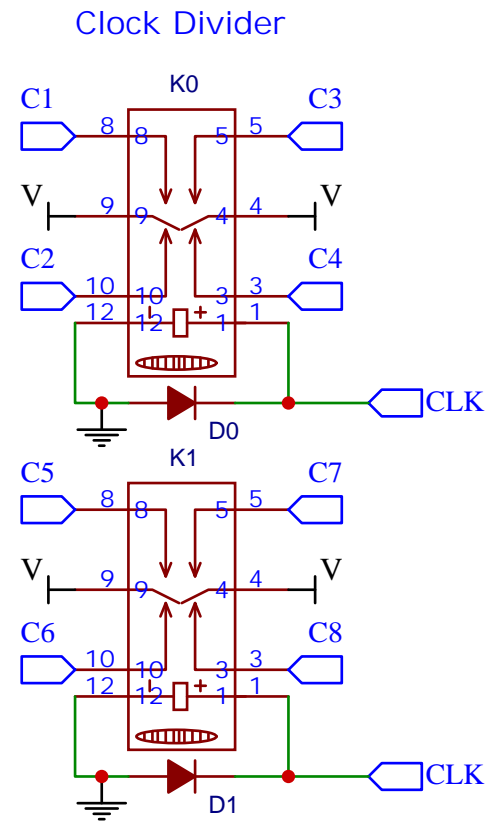 Clock Divider
K0
C1 C3
8 8 5 5
V V
9 9 4 4
C2 C4
10 10 3 3
12 12 - + 1 1
CLK
D0
K1
C5 C7
8 8 5 5
V V
9 9 4 4
C6 C8
10 10 3 3
12 12 - + 1 1
CLK
D1